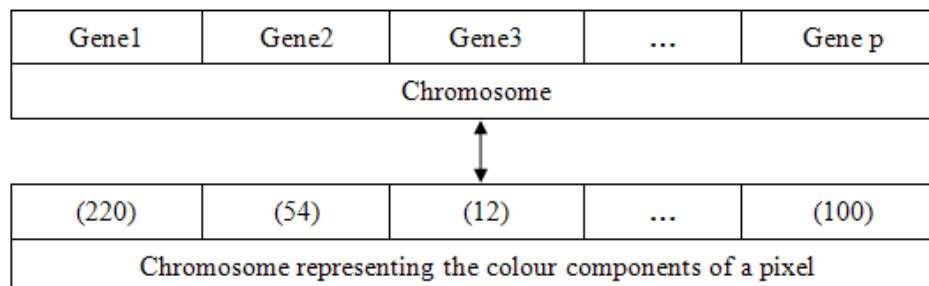 Gene1 Gene2 Gene3 ... Gene p
Chromosome
(220) (54) (12) ... (100)
Chromosome representing the colour components of a pixel